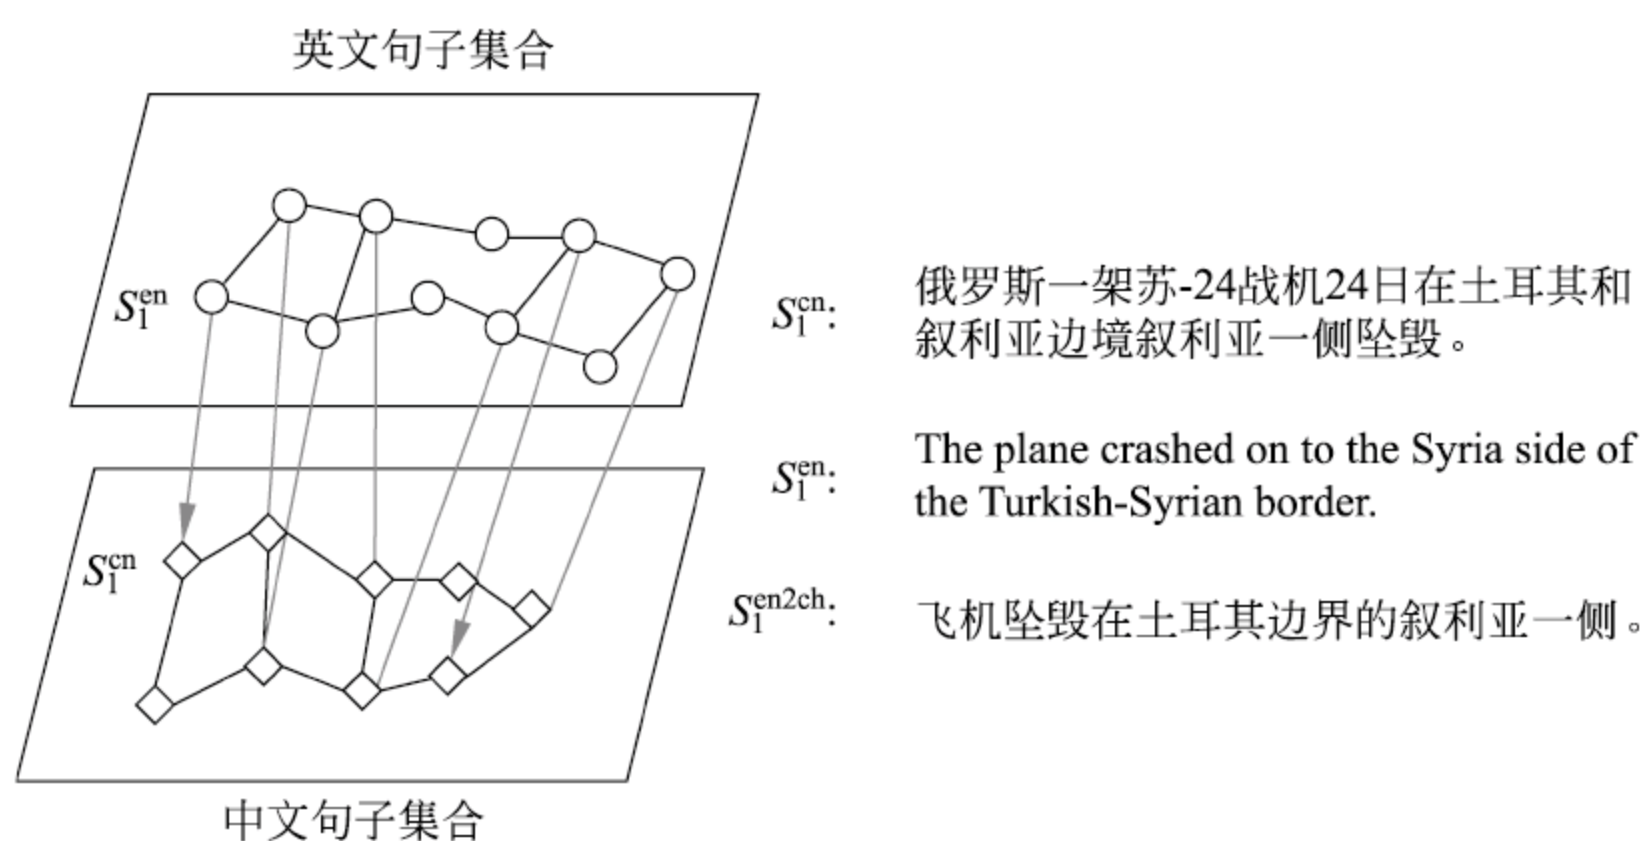 英文句子集合
S₁ᵉⁿ
S₁ᶜⁿ
中文句子集合
S₁ᶜⁿ: 俄罗斯一架苏-24战机24日在土耳其和
叙利亚边境叙利亚一侧坠毁。
S₁ᵉⁿ: The plane crashed on to the Syria side of
the Turkish-Syrian border.
S₁ᵉⁿ²ᶜʰ: 飞机坠毁在土耳其边界的叙利亚一侧。